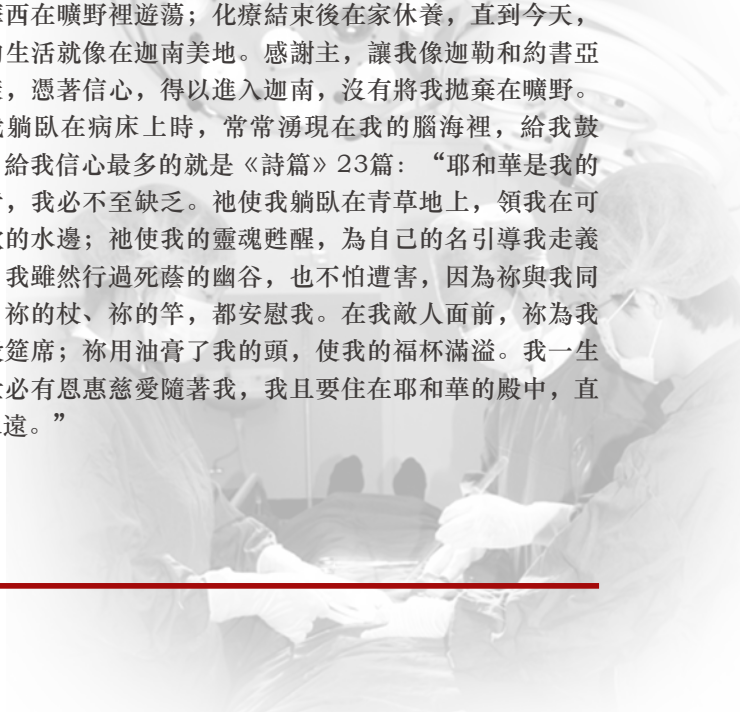 西在曠野裡遊蕩；化療結束後在家休養，直到今天，
生活就像在迦南美地。感謝主，讓我像迦勒和約書亞
，憑著信心，得以進入迦南，沒有將我拋棄在曠野。
躺臥在病床上時，常常湧現在我的腦海裡，給我鼓
給我信心最多的就是《詩篇》23篇：“耶和華是我的
，我必不至缺乏。祂使我躺臥在青草地上，領我在可
的水邊；祂使我的靈魂甦醒，為自己的名引導我走義
我雖然行過死蔭的幽谷，也不怕遭害，因為祢與我同
祢的杖、祢的竿，都安慰我。在我敵人面前，祢為我
筵席；祢用油膏了我的頭，使我的福杯滿溢。我一生
必有恩惠慈愛隨著我，我且要住在耶和華的殿中，直
遠。”